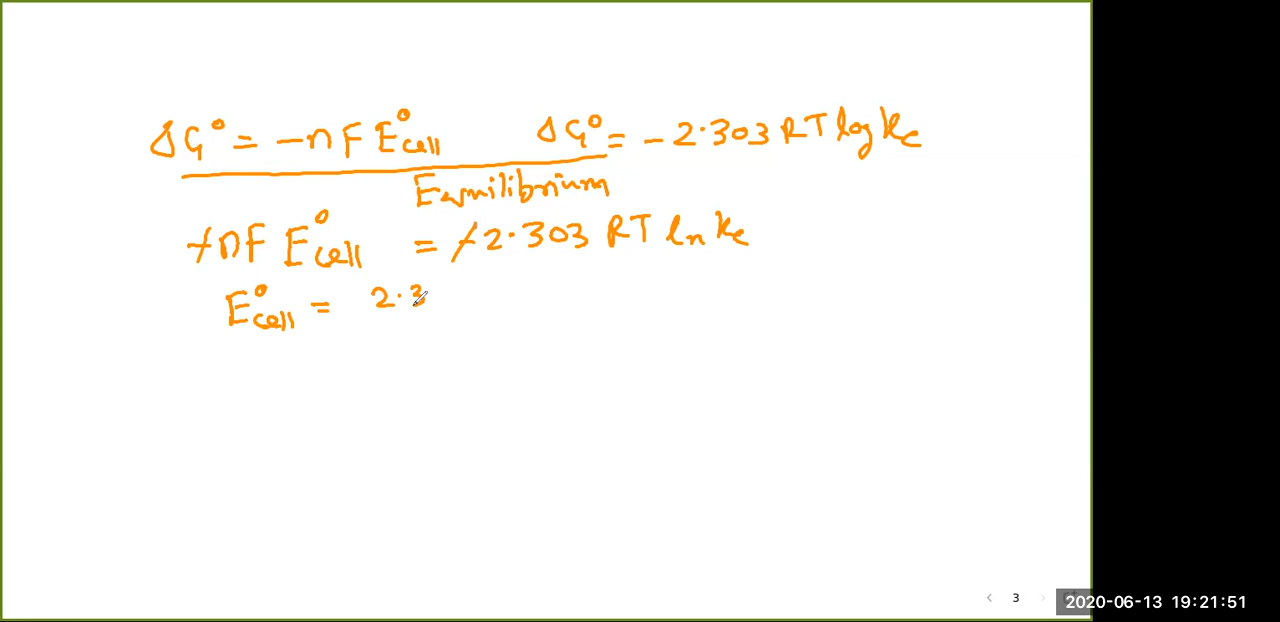 ΔG° = -nFE°cell ΔG° = -2.303 RT log Kc
Equilibrium
-nF E°cell = -2.303 RT ln Kc
E°cell = 2.3
3
2020-06-13 19:21:51